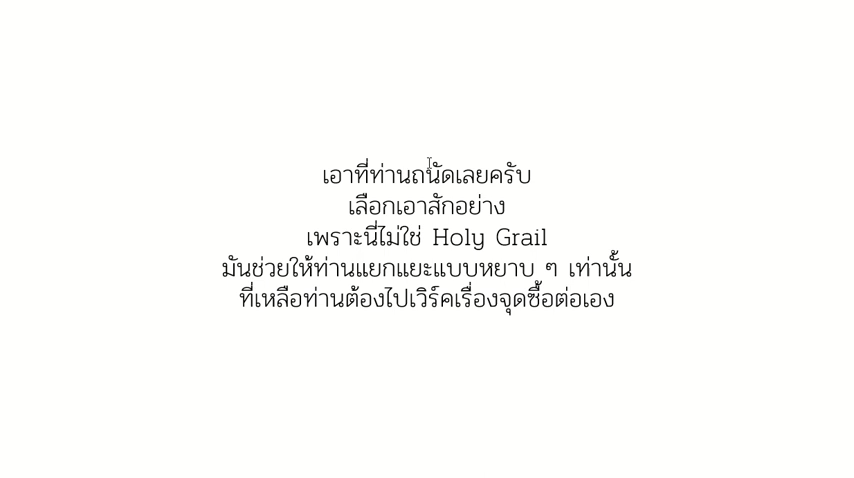 เอาที่ท่านถนัดเลยครับ
เลือกเอาสักอย่าง
เพราะนี่ไม่ใช่ Holy Grail
มันช่วยให้ท่านแยกแยะแบบหยาบ ๆ เท่านั้น
ที่เหลือท่านต้องไปเวิร์คเรื่องจุดซื้อต่อเอง